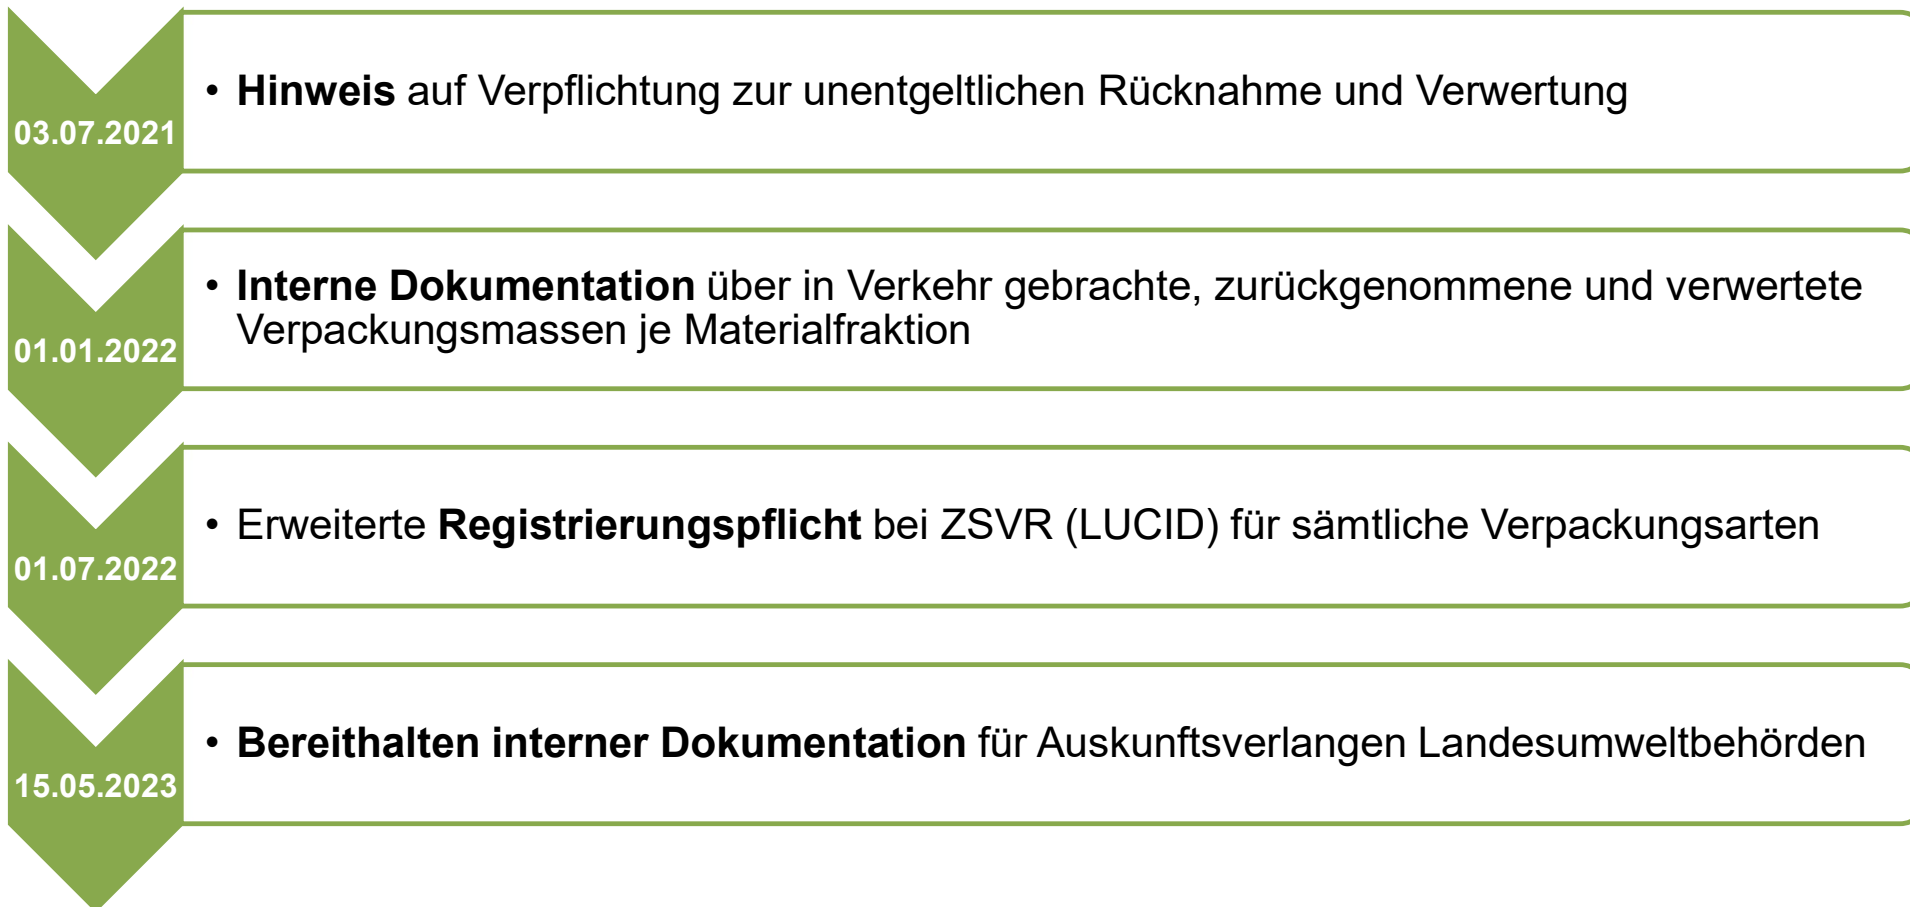 03.07.2021
• Hinweis auf Verpflichtung zur unentgeltlichen Rücknahme und Verwertung
01.01.2022
• Interne Dokumentation über in Verkehr gebrachte, zurückgenommene und verwertete
Verpackungsmassen je Materialfraktion
01.07.2022
• Erweiterte Registrierungspflicht bei ZSVR (LUCID) für sämtliche Verpackungsarten
15.05.2023
• Bereithalten interner Dokumentation für Auskunftsverlangen Landesumweltbehörden